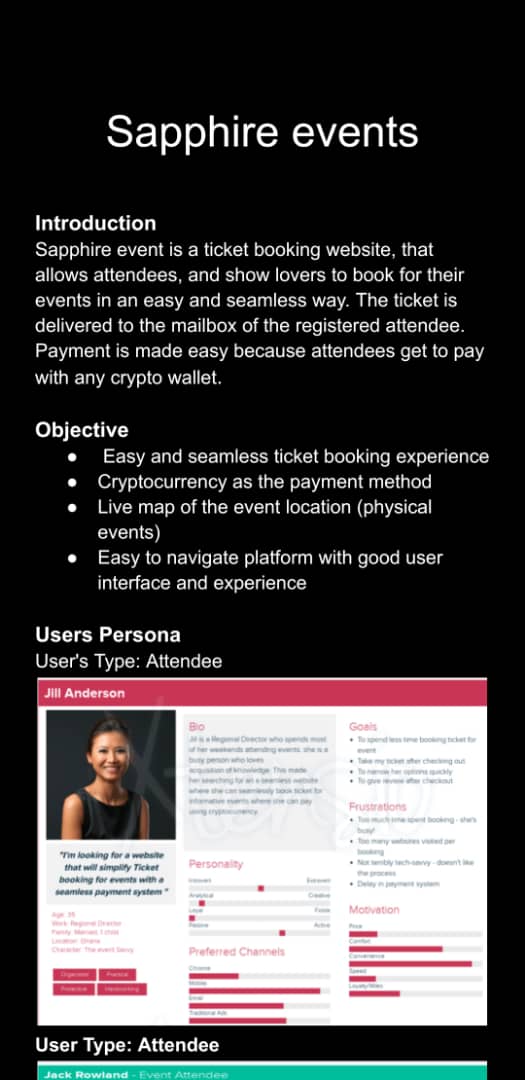 Sapphire events
Introduction
Sapphire event is a ticket booking website, that
allows attendees, and show lovers to book for their
events in an easy and seamless way. The ticket is
delivered to the mailbox of the registered attendee.
Payment is made easy because attendees get to pay
with any crypto wallet.
Objective
● Easy and seamless ticket booking experience
● Cryptocurrency as the payment method
● Live map of the event location (physical
events)
● Easy to navigate platform with good user
interface and experience
Users Persona
User's Type: Attendee
Jill Anderson
"I'm looking for a website
that will simplify Ticket
booking for events with a
seamless payment system "
Age: 35
Work: Regional Director
Family: Married, 1 child
Location: Ghana
Character: The event Savvy
Organized
Practical
Protective
Hardworking
Bio
Jill is a Regional Director who spends most
of her weekends attending events. she is a
busy person who loves
acquisition of knowledge. This made
her searching for an a seamless website
where she can seamlessly book ticket for
informative events where she can pay
using cryptocurrency.
Personality
Introvert Extrovert
Analytical Creative
Loyal Fickle
Passive Active
Preferred Channels
Chrome
Mobile
Email
Traditional Ads
Goals
• To spend less time booking ticket for
event
• Take my ticket after checking out
• To narrow her options quickly
• To give review after checkout
Frustrations
• Too much time spent booking - she's
busy!
• Too many websites visited per
booking
• Not terribly tech-savvy - doesn't like
the process
• Delay in payment system
Motivation
Price
Comfort
Convenience
Speed
Loyalty/Miles
User Type: Attendee
Jack Rowland - Event Attendee